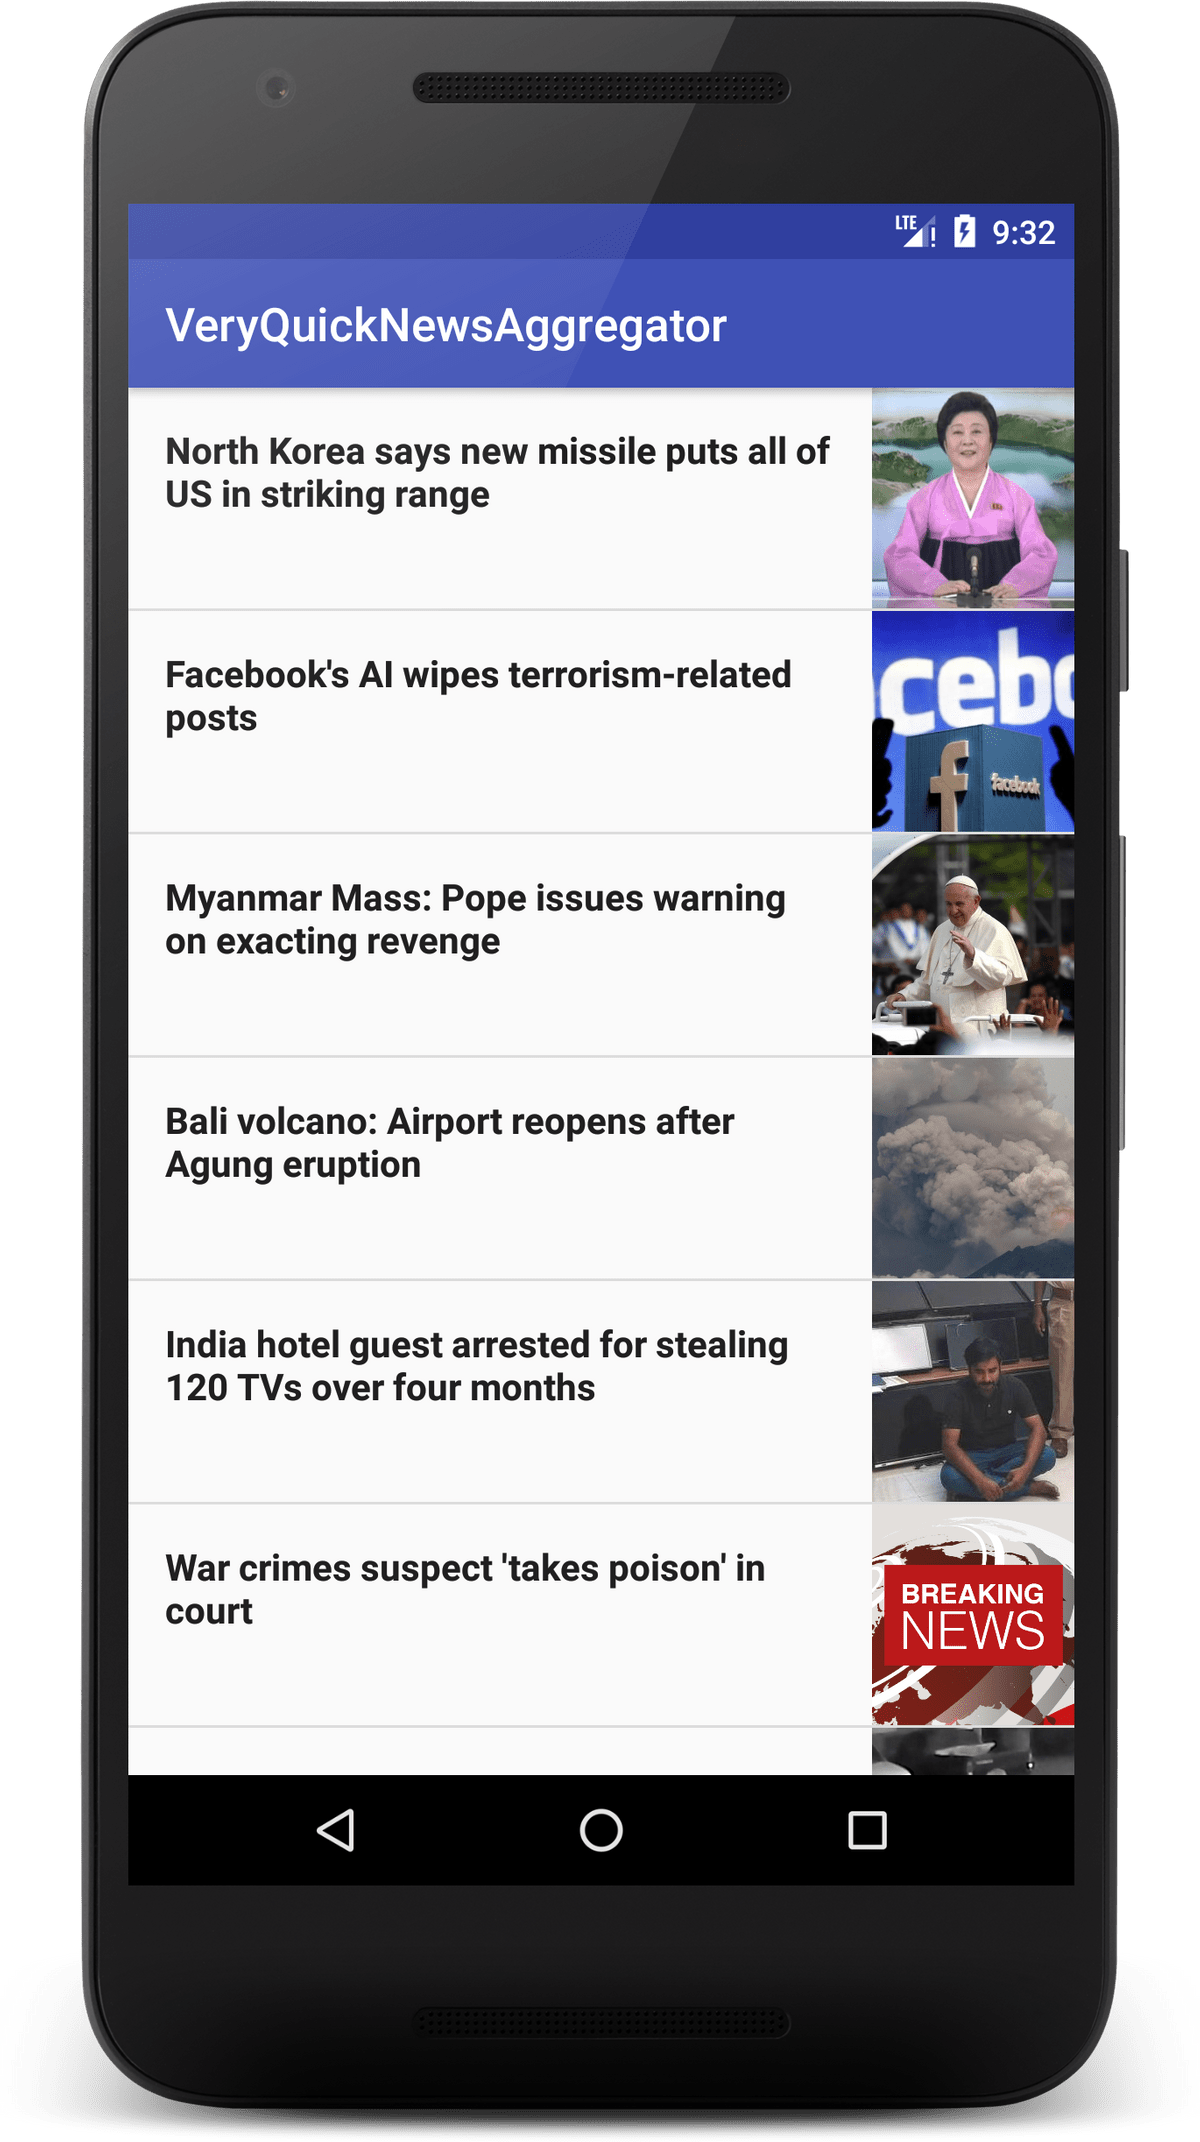 LTE
9:32
VeryQuickNewsAggregator
North Korea says new missile puts all of
US in striking range
Facebook's AI wipes terrorism-related
posts
cebo
f
facebook
Myanmar Mass: Pope issues warning
on exacting revenge
Bali volcano: Airport reopens after
Agung eruption
India hotel guest arrested for stealing
120 TVs over four months
War crimes suspect 'takes poison' in
court
BREAKING
NEWS